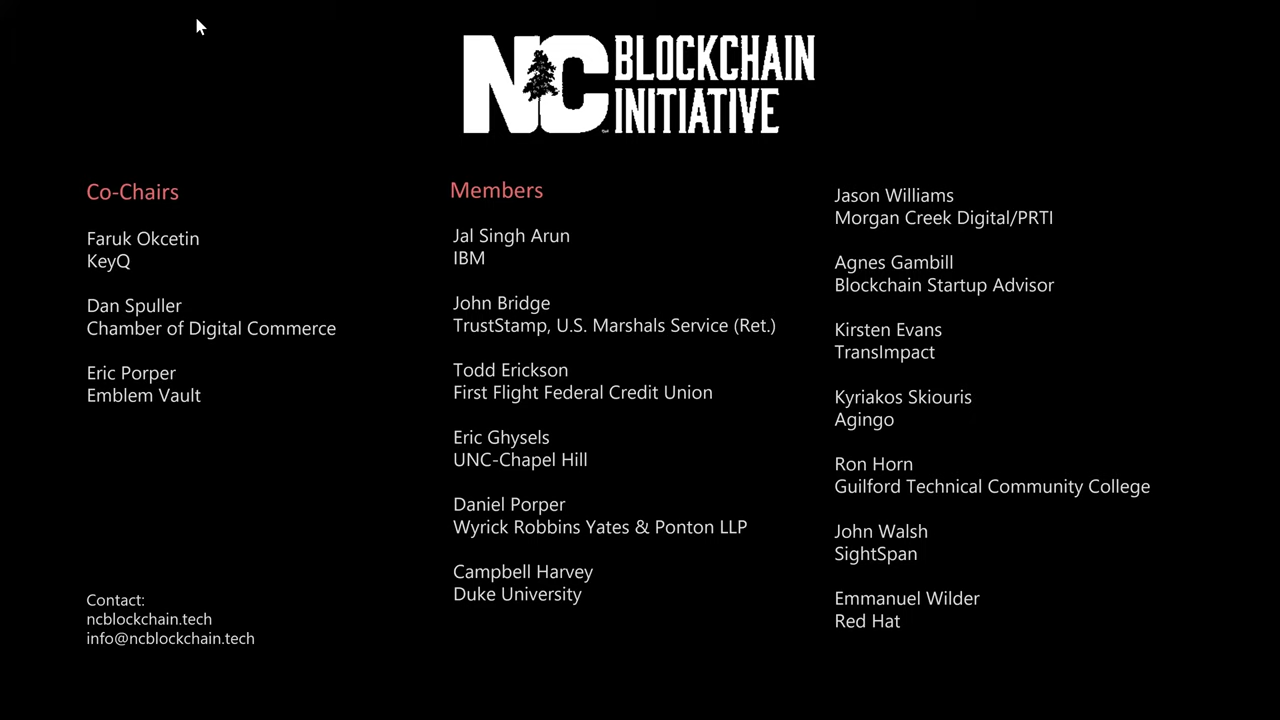 NC BLOCKCHAIN
INITIATIVE
Co-Chairs
Faruk Okcetin
KeyQ
Dan Spuller
Chamber of Digital Commerce
Eric Porper
Emblem Vault
Contact:
ncblockchain.tech
info@ncblockchain.tech
Members
Jal Singh Arun
IBM
John Bridge
TrustStamp, U.S. Marshals Service (Ret.)
Todd Erickson
First Flight Federal Credit Union
Eric Ghysels
UNC-Chapel Hill
Daniel Porper
Wyrick Robbins Yates & Ponton LLP
Campbell Harvey
Duke University
Jason Williams
Morgan Creek Digital/PRTI
Agnes Gambill
Blockchain Startup Advisor
Kirsten Evans
TransImpact
Kyriakos Skiouris
Agingo
Ron Horn
Guilford Technical Community College
John Walsh
SightSpan
Emmanuel Wilder
Red Hat